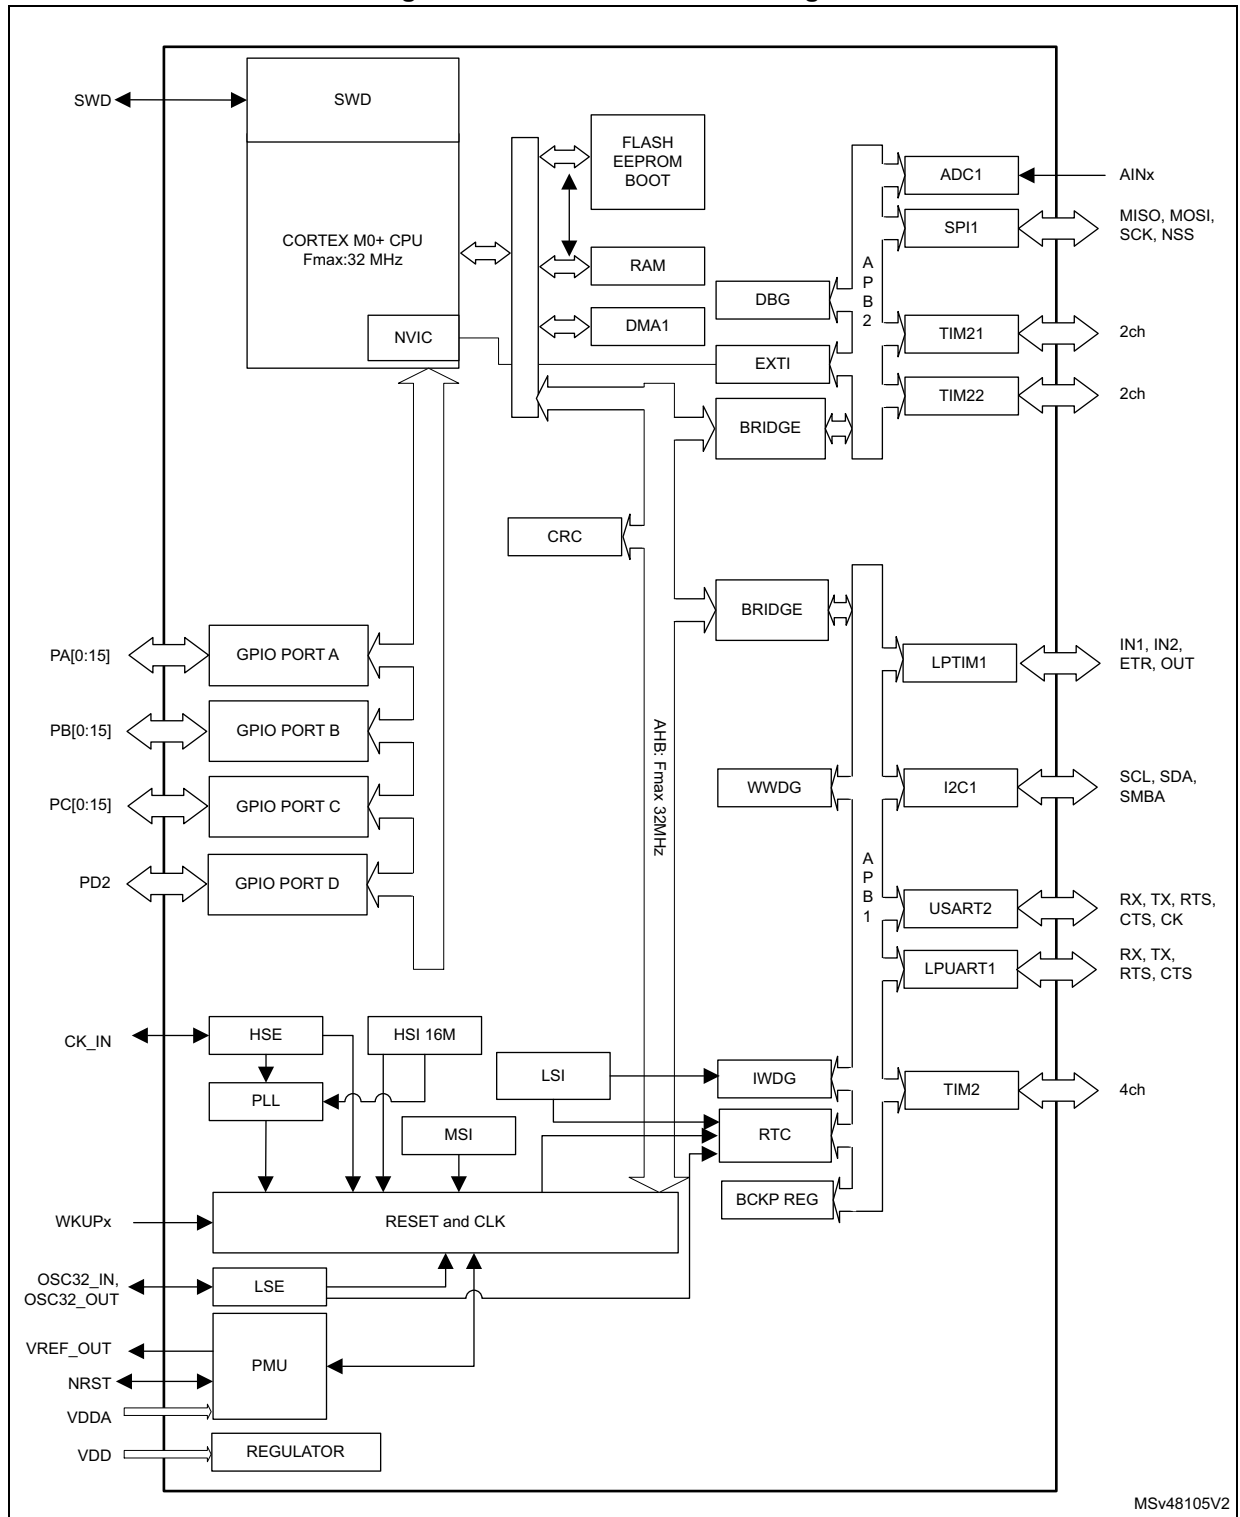 SWD
SWD
FLASH
EEPROM
BOOT
ADC1
AINx
SPI1
MISO, MOSI,
SCK, NSS
CORTEX M0+ CPU
Fmax:32 MHz
RAM
A
P
B
2
DBG
DMA1
NVIC
TIM21
2ch
EXTI
TIM22
2ch
BRIDGE
CRC
BRIDGE
PA[0:15]
GPIO PORT A
LPTIM1
IN1, IN2,
ETR, OUT
PB[0:15]
GPIO PORT B
AHB: Fmax 32MHz
WWDG
I2C1
SCL, SDA,
SMBA
PC[0:15]
GPIO PORT C
PD2
GPIO PORT D
A
P
B
1
USART2
RX, TX, RTS,
CTS, CK
LPUART1
RX, TX,
RTS, CTS
CK_IN
HSE
HSI 16M
LSI
IWDG
TIM2
4ch
PLL
MSI
RTC
BCKP REG
WKUPx
RESET and CLK
OSC32_IN,
OSC32_OUT
LSE
VREF_OUT
PMU
NRST
VDDA
VDD
REGULATOR
MSv48105V2